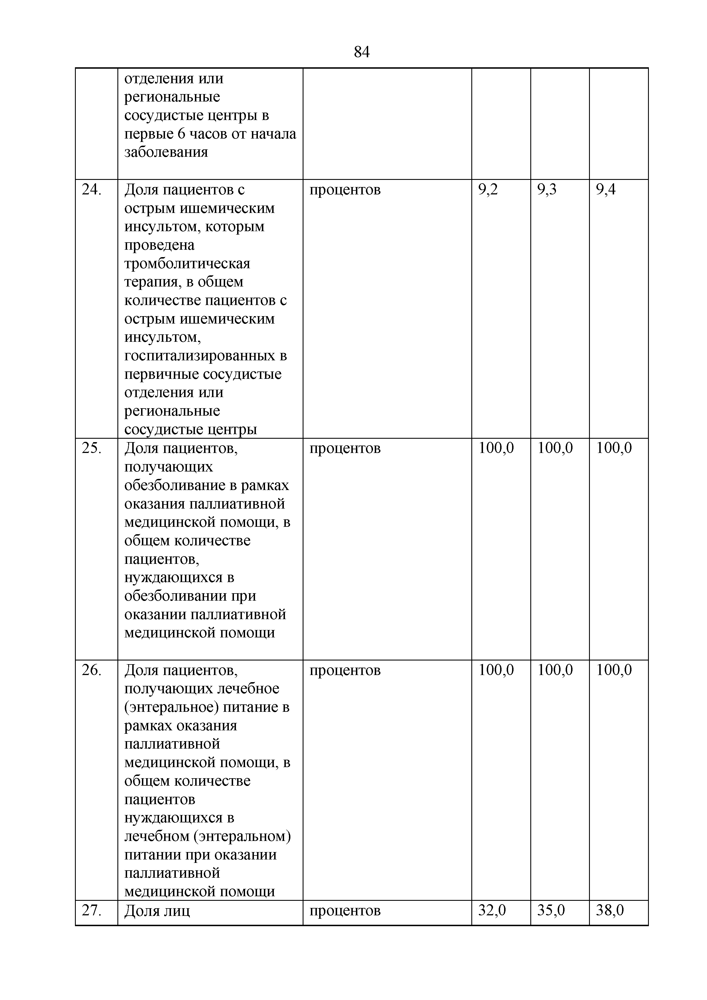 84
отделения или
региональные
сосудистые центры в
первые 6 часов от начала
заболевания
24. Доля пациентов с процентов 9,2 9,3 9,4
острым ишемическим
инсультом, которым
проведена
тромболитическая
терапия, в общем
количестве пациентов с
острым ишемическим
инсультом,
госпитализированных в
первичные сосудистые
отделения или
региональные
сосудистые центры
25. Доля пациентов, процентов 100,0 100,0 100,0
получающих
обезболивание в рамках
оказания паллиативной
медицинской помощи, в
общем количестве
пациентов,
нуждающихся в
обезболивании при
оказании паллиативной
медицинской помощи
26. Доля пациентов, процентов 100,0 100,0 100,0
получающих лечебное
(энтеральное) питание в
рамках оказания
паллиативной
медицинской помощи, в
общем количестве
пациентов
нуждающихся в
лечебном (энтеральном)
питании при оказании
паллиативной
медицинской помощи
27. Доля лиц процентов 32,0 35,0 38,0